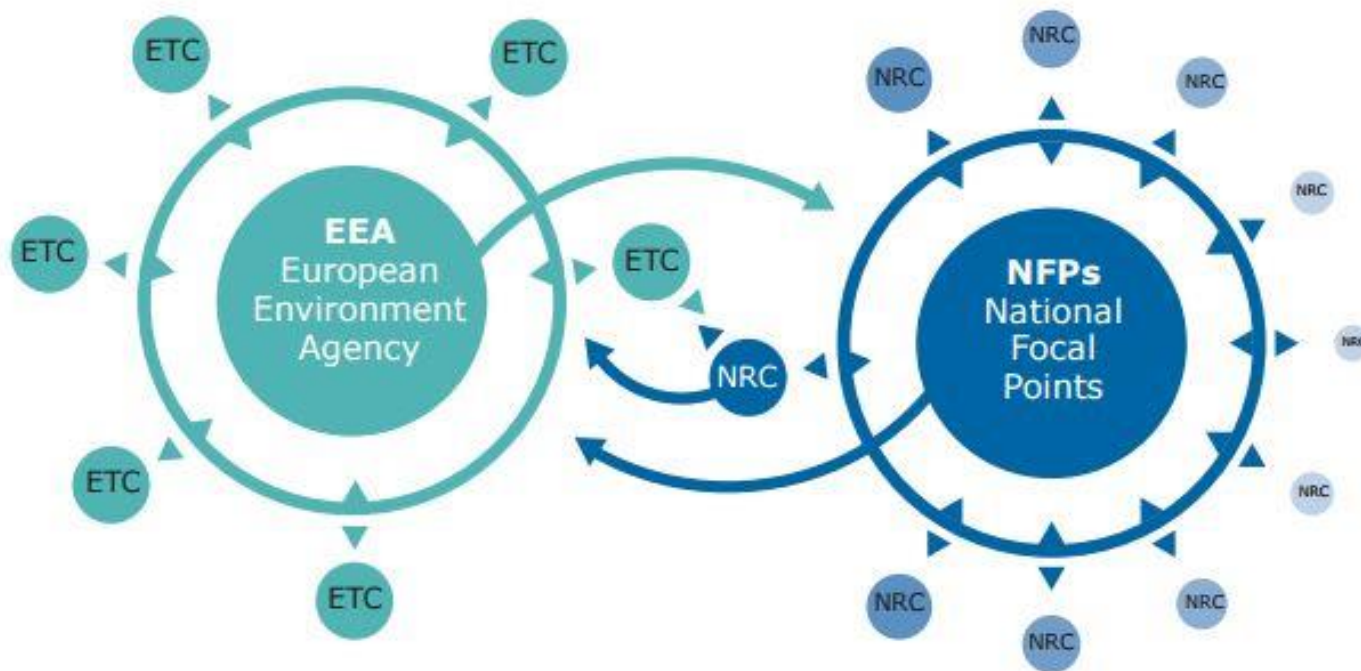 ETC
ETC
NRC
NRC
NRC
NRC
ETC
ETC
EEA
European
Environment
Agency
NFPs
National
Focal
Points
NRC
NRC
ETC
NRC
ETC
NRC
NRC
NRC